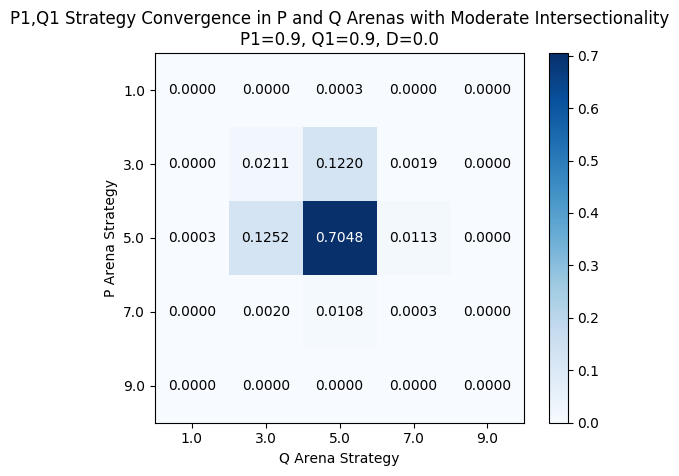 P1,Q1 Strategy Convergence in P and Q Arenas with Moderate Intersectionality
P1=0.9, Q1=0.9, D=0.0
P Arena Strategy
1.0 0.0000 0.0000 0.0003 0.0000 0.0000
3.0 0.0000 0.0211 0.1220 0.0019 0.0000
5.0 0.0003 0.1252 0.7048 0.0113 0.0000
7.0 0.0000 0.0020 0.0108 0.0003 0.0000
9.0 0.0000 0.0000 0.0000 0.0000 0.0000
1.0 3.0 5.0 7.0 9.0
Q Arena Strategy
0.7
0.6
0.5
0.4
0.3
0.2
0.1
0.0